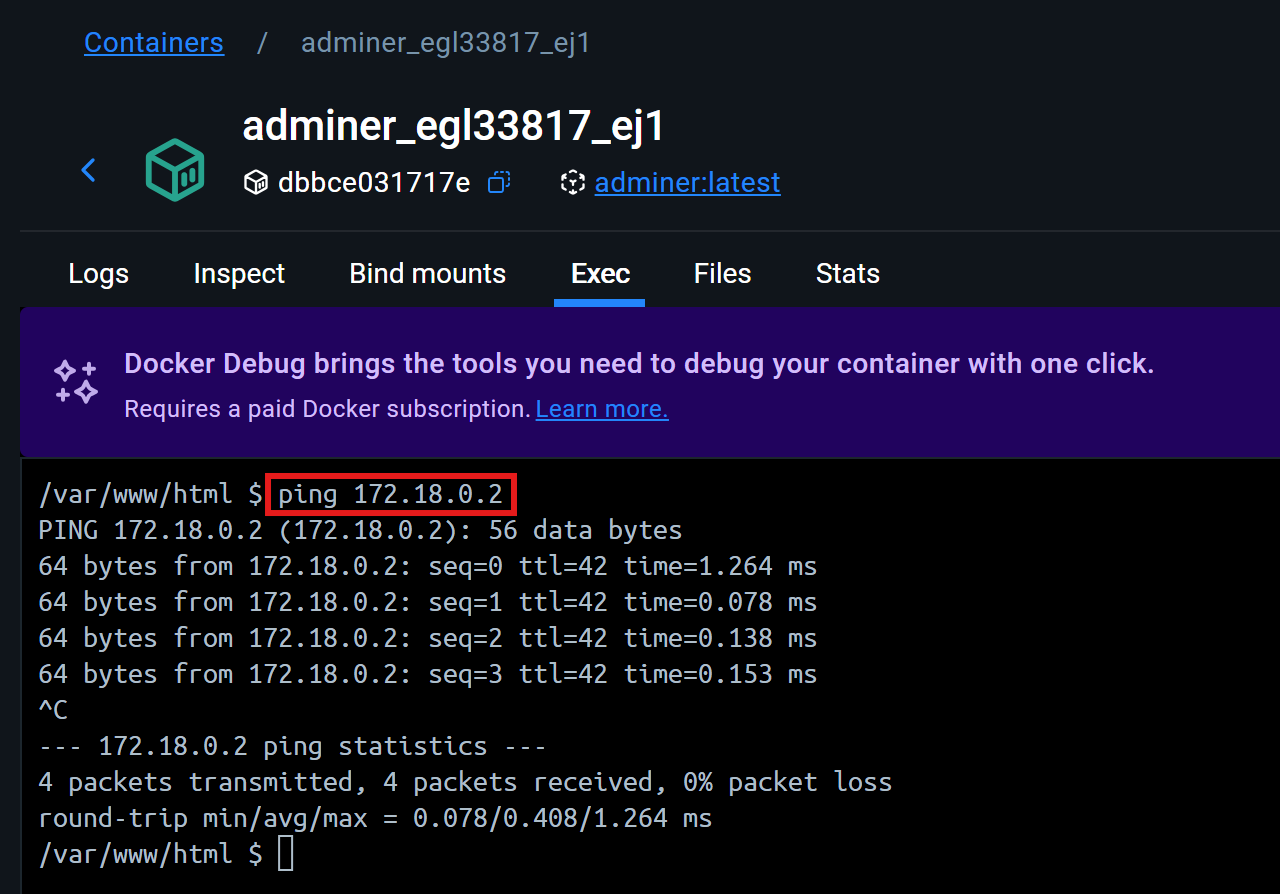 Containers / adminer_egl33817_ej1
adminer_egl33817_ej1
dbbce031717e adminer:latest
Logs Inspect Bind mounts Exec Files Stats
Docker Debug brings the tools you need to debug your container with one click.
Requires a paid Docker subscription. Learn more.
/var/www/html $ ping 172.18.0.2
PING 172.18.0.2 (172.18.0.2): 56 data bytes
64 bytes from 172.18.0.2: seq=0 ttl=42 time=1.264 ms
64 bytes from 172.18.0.2: seq=1 ttl=42 time=0.078 ms
64 bytes from 172.18.0.2: seq=2 ttl=42 time=0.138 ms
64 bytes from 172.18.0.2: seq=3 ttl=42 time=0.153 ms
^C
--- 172.18.0.2 ping statistics ---
4 packets transmitted, 4 packets received, 0% packet loss
round-trip min/avg/max = 0.078/0.408/1.264 ms
/var/www/html $